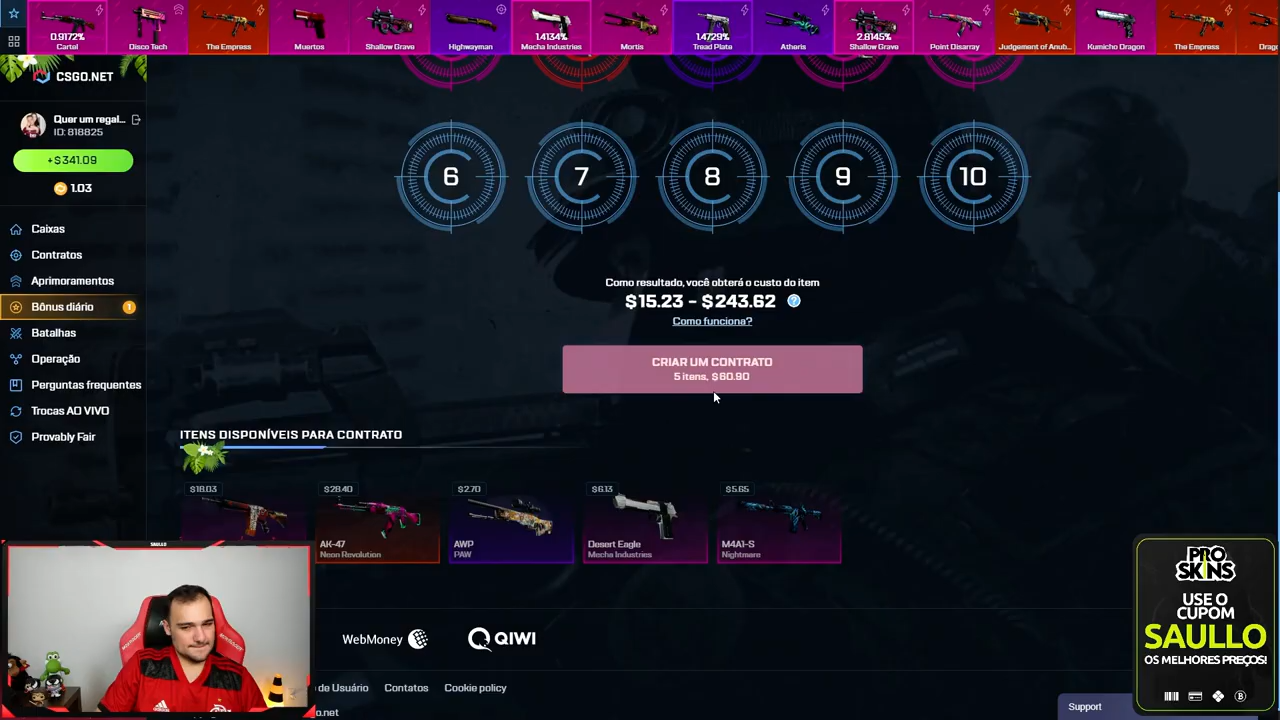 0.9172%
Cartel
Disco Tech
The Empress
Muertos
Shallow Grave
Highwayman
1.4134%
Mecha Industries
Mortis
1.4729%
Tread Plate
Atheris
2.6145%
Shallow Grave
Point Disarray
Judgement of Anub...
Kumicho Dragon
The Empress
CSGO.NET
Quer um regal...
ID: 818825
+$341.09
1.03
Caixas
Contratos
Aprimoramentos
Bônus diário 1
Batalhas
Operação
Perguntas frequentes
Trocas AO VIVO
Provably Fair
6 7 8 9 10
Como resultado, você obterá o custo do item
$15.23 - $243.62 ?
Como funciona?
CRIAR UM CONTRATO
5 itens, $60.90
ITENS DISPONÍVEIS PARA CONTRATO
$18.03
$28.40
AK-47
Neon Revolution
$2.70
AWP
PAW
$6.13
Desert Eagle
Mecha Industries
$5.65
M4A1-S
Nightmare
WebMoney
QIWI
de Usuário
Contatos
Cookie policy
SAULLO
PRO
SKINS
USE O
CUPOM
SAULLO
OS MELHORES PREÇOS!
Support